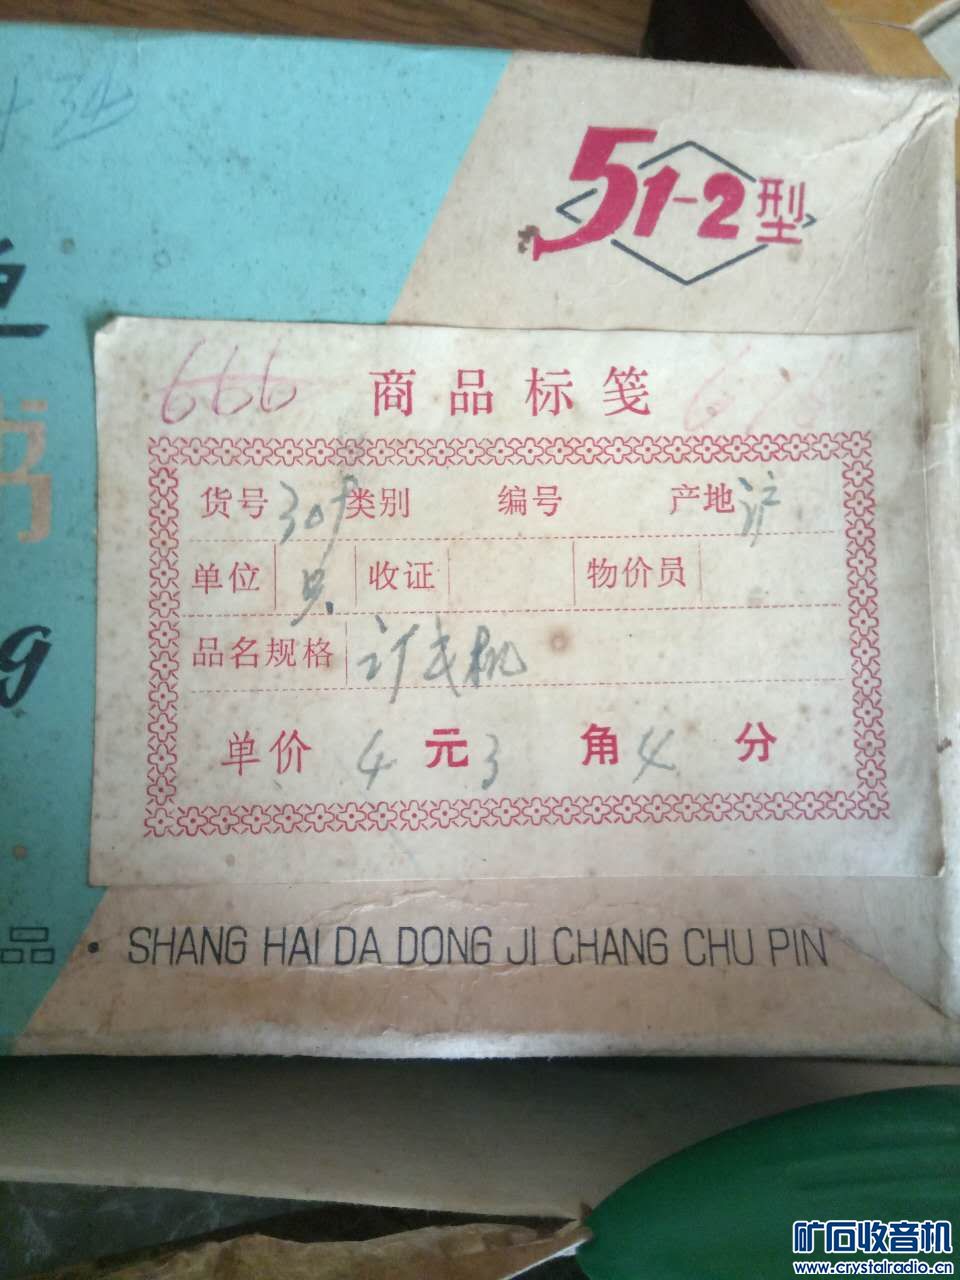 51-2型
666 商品标笺
货号 309 类别 编号 产地 沪
单位 只 收证 物价员
品名规格 订书机
单价 4 元 3 角 4 分
品 · SHANG HAI DA DONG JI CHANG CHU PIN
矿石收音机
www.crystalradio.cn